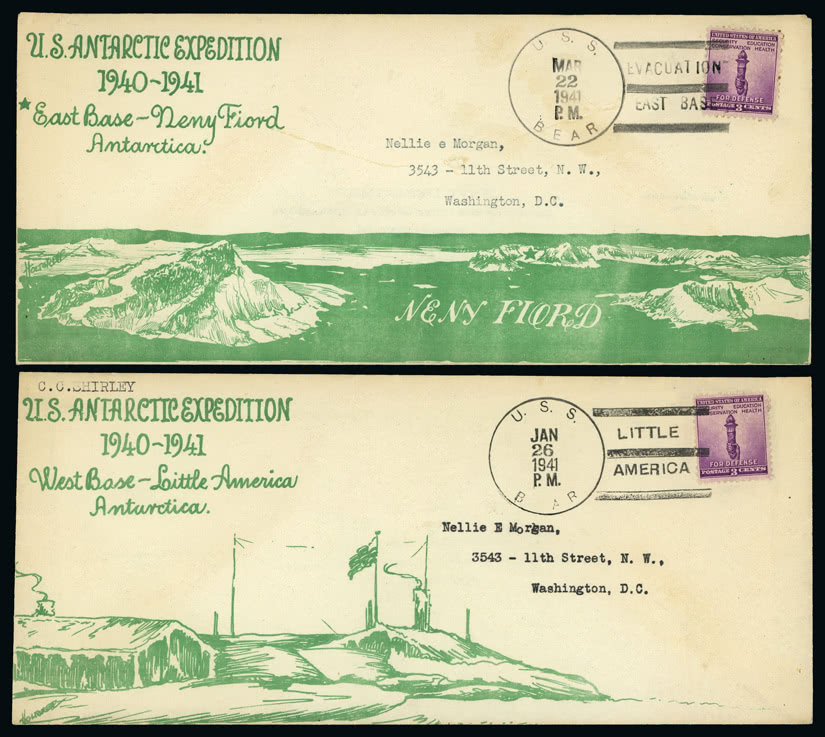 U.S. ANTARCTIC EXPEDITION
1940-1941
East Base - Neny Fiord
Antarctica.
U. S. S.
MAR
22
1941
P. M.
BEAR
EVACUATION
EAST BASE
UNITED STATES OF AMERICA
SECURITY EDUCATION
CONSERVATION HEALTH
FOR DEFENSE
POSTAGE 3 CENTS
Nellie e Morgan,
3543 - 11th Street, N. W.,
Washington, D.C.
NENY FIORD
C.C.SHIRLEY
U.S. ANTARCTIC EXPEDITION
1940-1941
West Base - Little America
Antarctica.
U. S. S.
JAN
26
1941
P. M.
BEAR
LITTLE
AMERICA
UNITED STATES OF AMERICA
SECURITY EDUCATION
CONSERVATION HEALTH
FOR DEFENSE
POSTAGE 3 CENTS
Nellie E Morgan,
3543 - 11th Street, N. W.,
Washington, D.C.